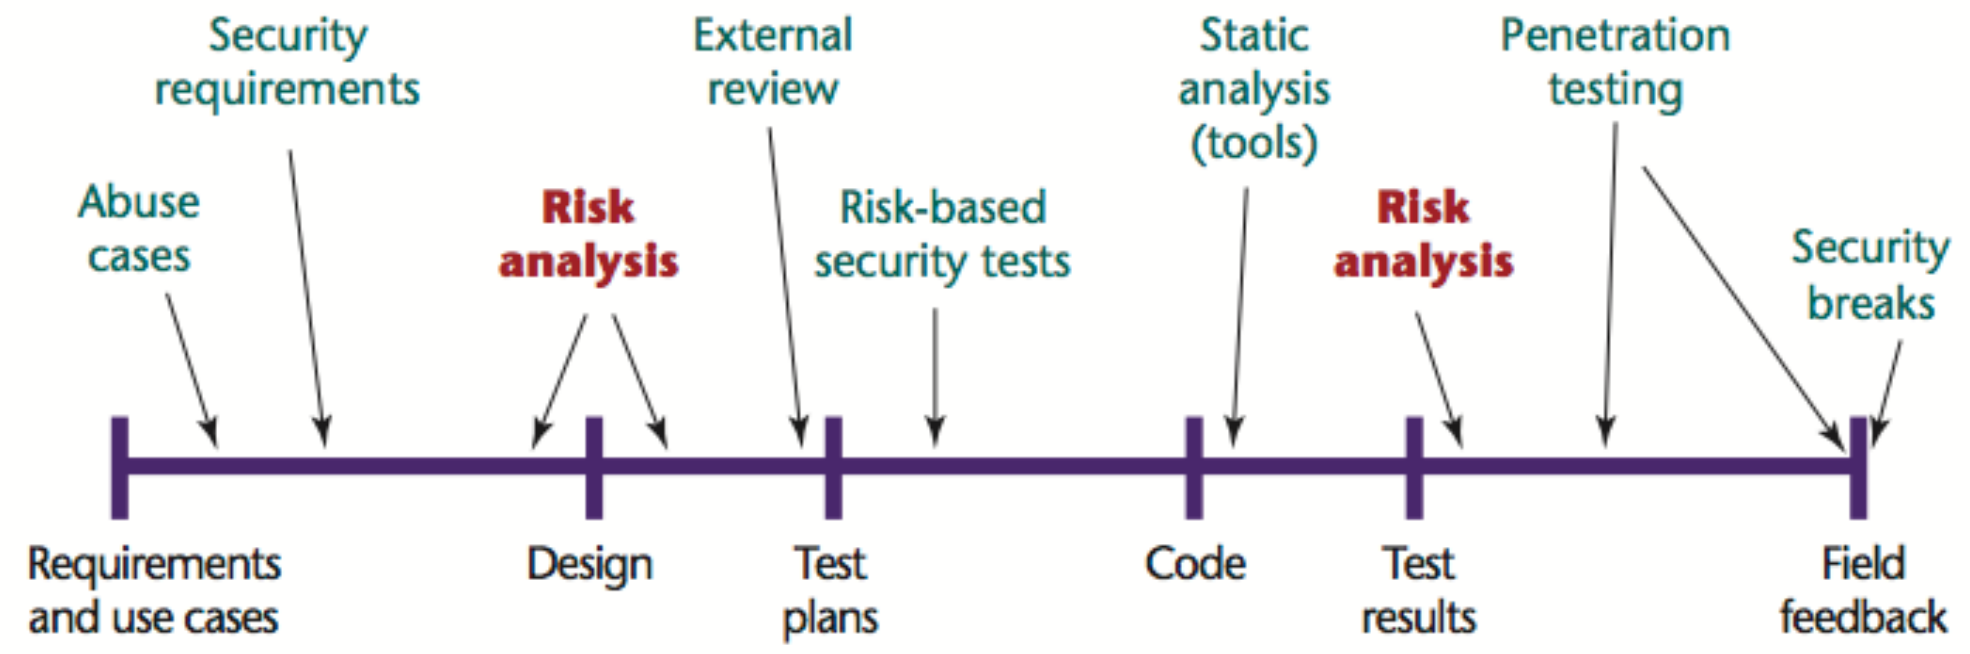 Security
requirements
External
review
Static
analysis
(tools)
Penetration
testing
Abuse
cases
Risk
analysis
Risk-based
security tests
Risk
analysis
Security
breaks
Requirements
and use cases
Design
Test
plans
Code
Test
results
Field
feedback